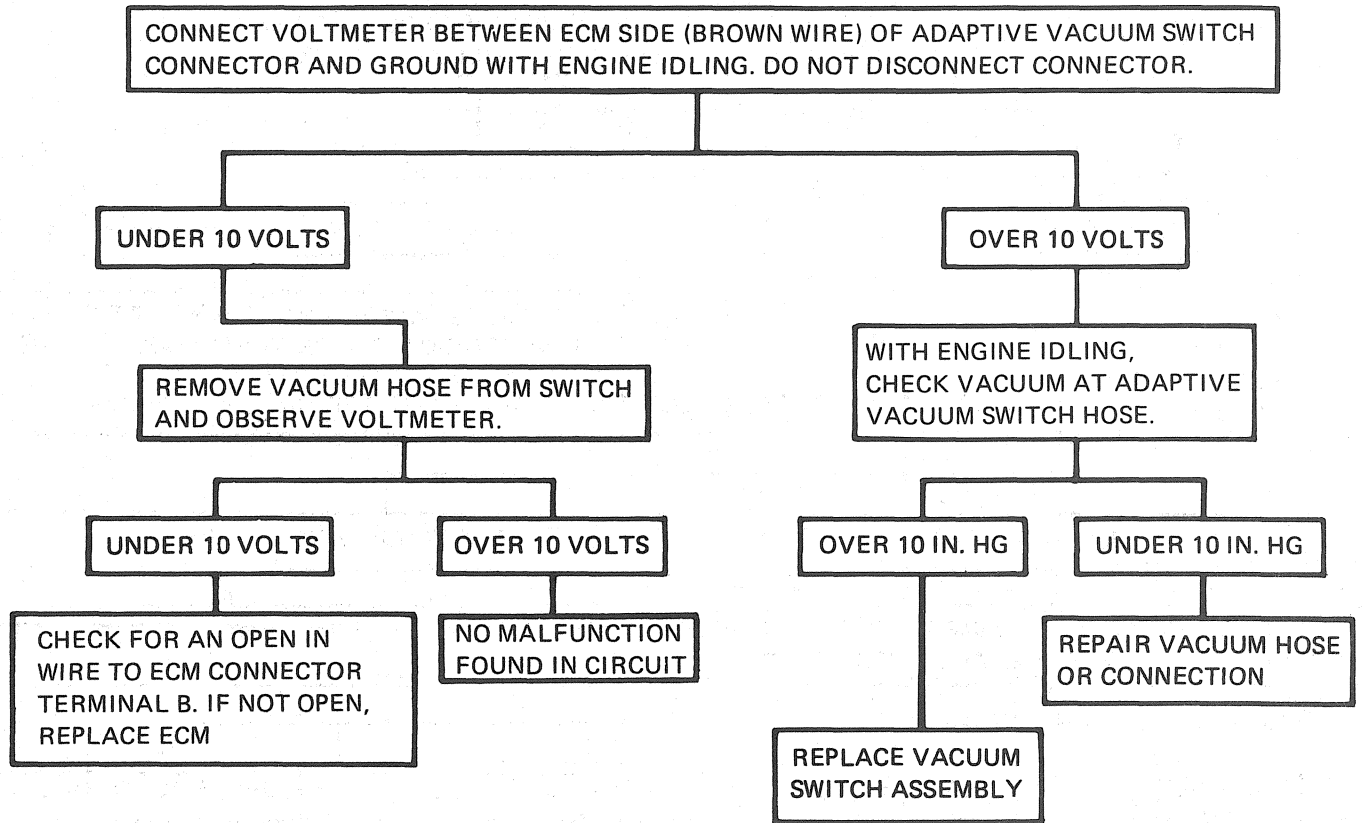 CONNECT VOLTMETER BETWEEN ECM SIDE (BROWN WIRE) OF ADAPTIVE VACUUM SWITCH
CONNECTOR AND GROUND WITH ENGINE IDLING. DO NOT DISCONNECT CONNECTOR.
UNDER 10 VOLTS
OVER 10 VOLTS
REMOVE VACUUM HOSE FROM SWITCH
AND OBSERVE VOLTMETER.
WITH ENGINE IDLING,
CHECK VACUUM AT ADAPTIVE
VACUUM SWITCH HOSE.
UNDER 10 VOLTS
OVER 10 VOLTS
OVER 10 IN. HG
UNDER 10 IN. HG
CHECK FOR AN OPEN IN
WIRE TO ECM CONNECTOR
TERMINAL B. IF NOT OPEN,
REPLACE ECM
NO MALFUNCTION
FOUND IN CIRCUIT
REPAIR VACUUM HOSE
OR CONNECTION
REPLACE VACUUM
SWITCH ASSEMBLY